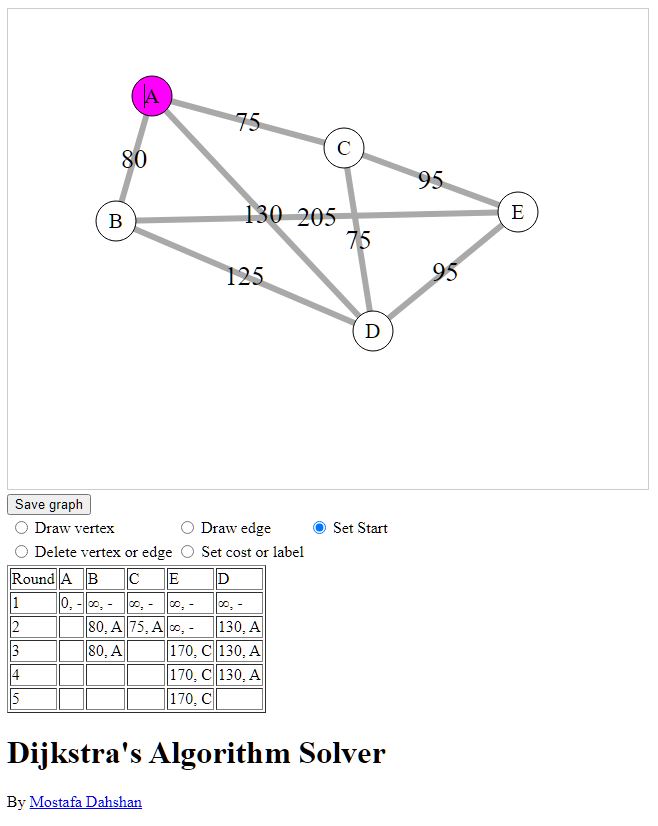 A
75
C
80
95
B
130
205
E
75
125
95
D
Save graph
Draw vertex Draw edge Set Start
Delete vertex or edge Set cost or label
Round A B C E D
1 0, - ∞, - ∞, - ∞, - ∞, -
2 80, A 75, A ∞, - 130, A
3 80, A 170, C 130, A
4 170, C 130, A
5 170, C
Dijkstra's Algorithm Solver
By Mostafa Dahshan